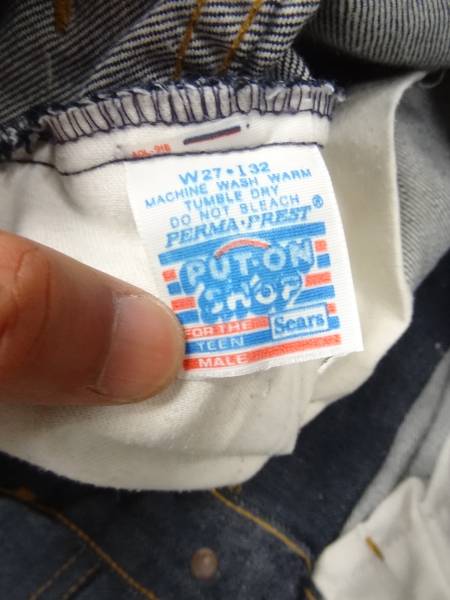 W27•I32
MACHINE WASH WARM
TUMBLE DRY
DO NOT BLEACH
PERMA•PREST®
PUT•ON
SHOP
FOR THE
TEEN
MALE
Sears